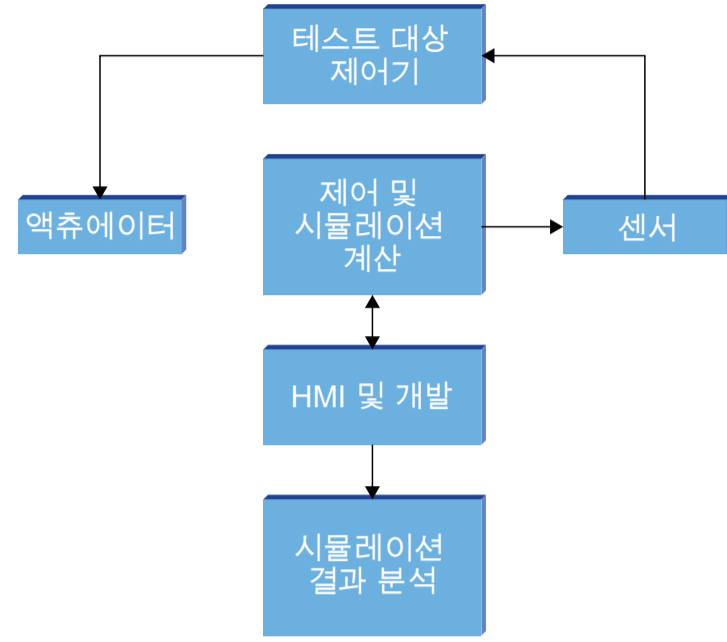 테스트 대상
제어기
액츄에이터
제어 및
시뮬레이션
계산
센서
HMI 및 개발
시뮬레이션
결과 분석